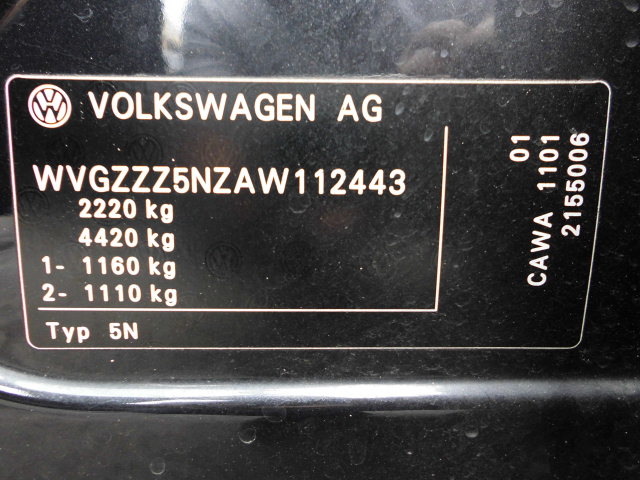 VOLKSWAGEN AG
WVGZZZ5NZAW112443
2220 kg
4420 kg
1- 1160 kg
2- 1110 kg
Typ 5N
01
CAWA 1101
2155006